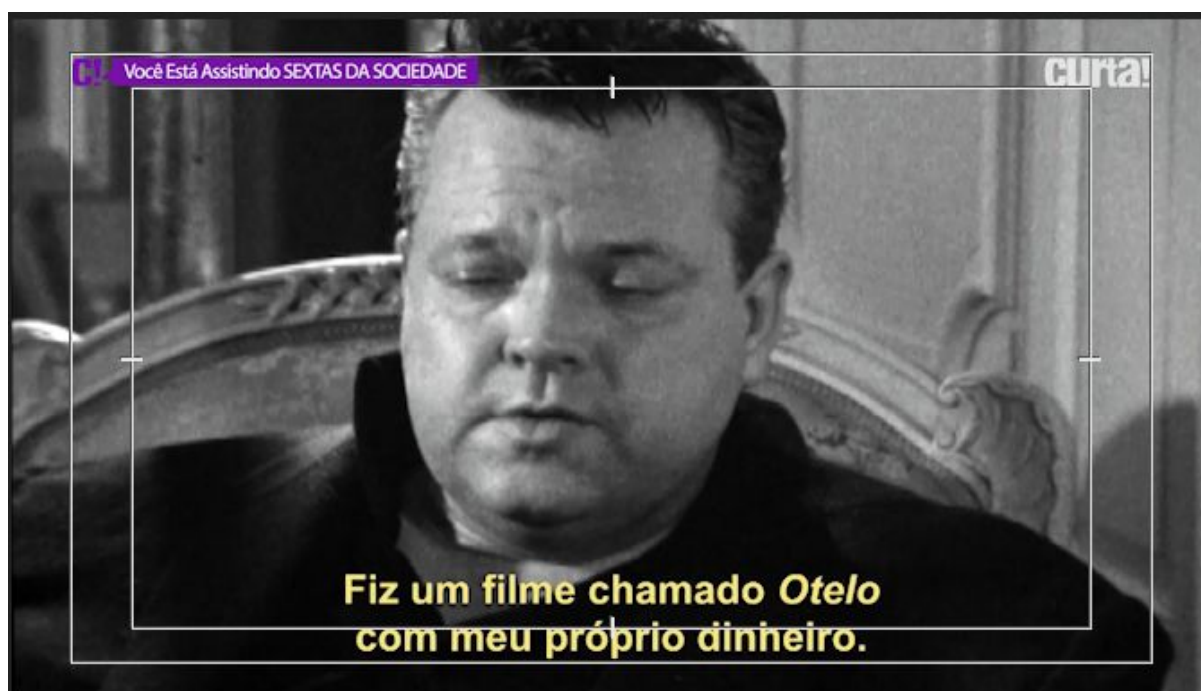 C! Você Está Assistindo SEXTAS DA SOCIEDADE
curta!
Fiz um filme chamado Otelo
com meu próprio dinheiro.